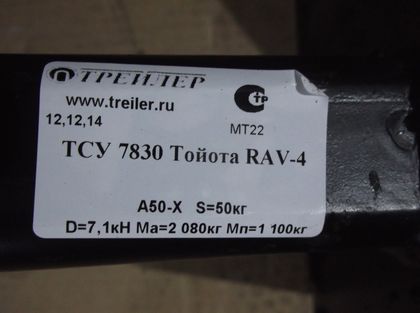 ТРЕЙЛЕР
www.treiler.ru
ТР
12,12,14
МТ22
ТСУ 7830 Тойота RAV-4
А50-Х S=50кг
D=7,1кН Ма=2 080кг Мп=1 100кг